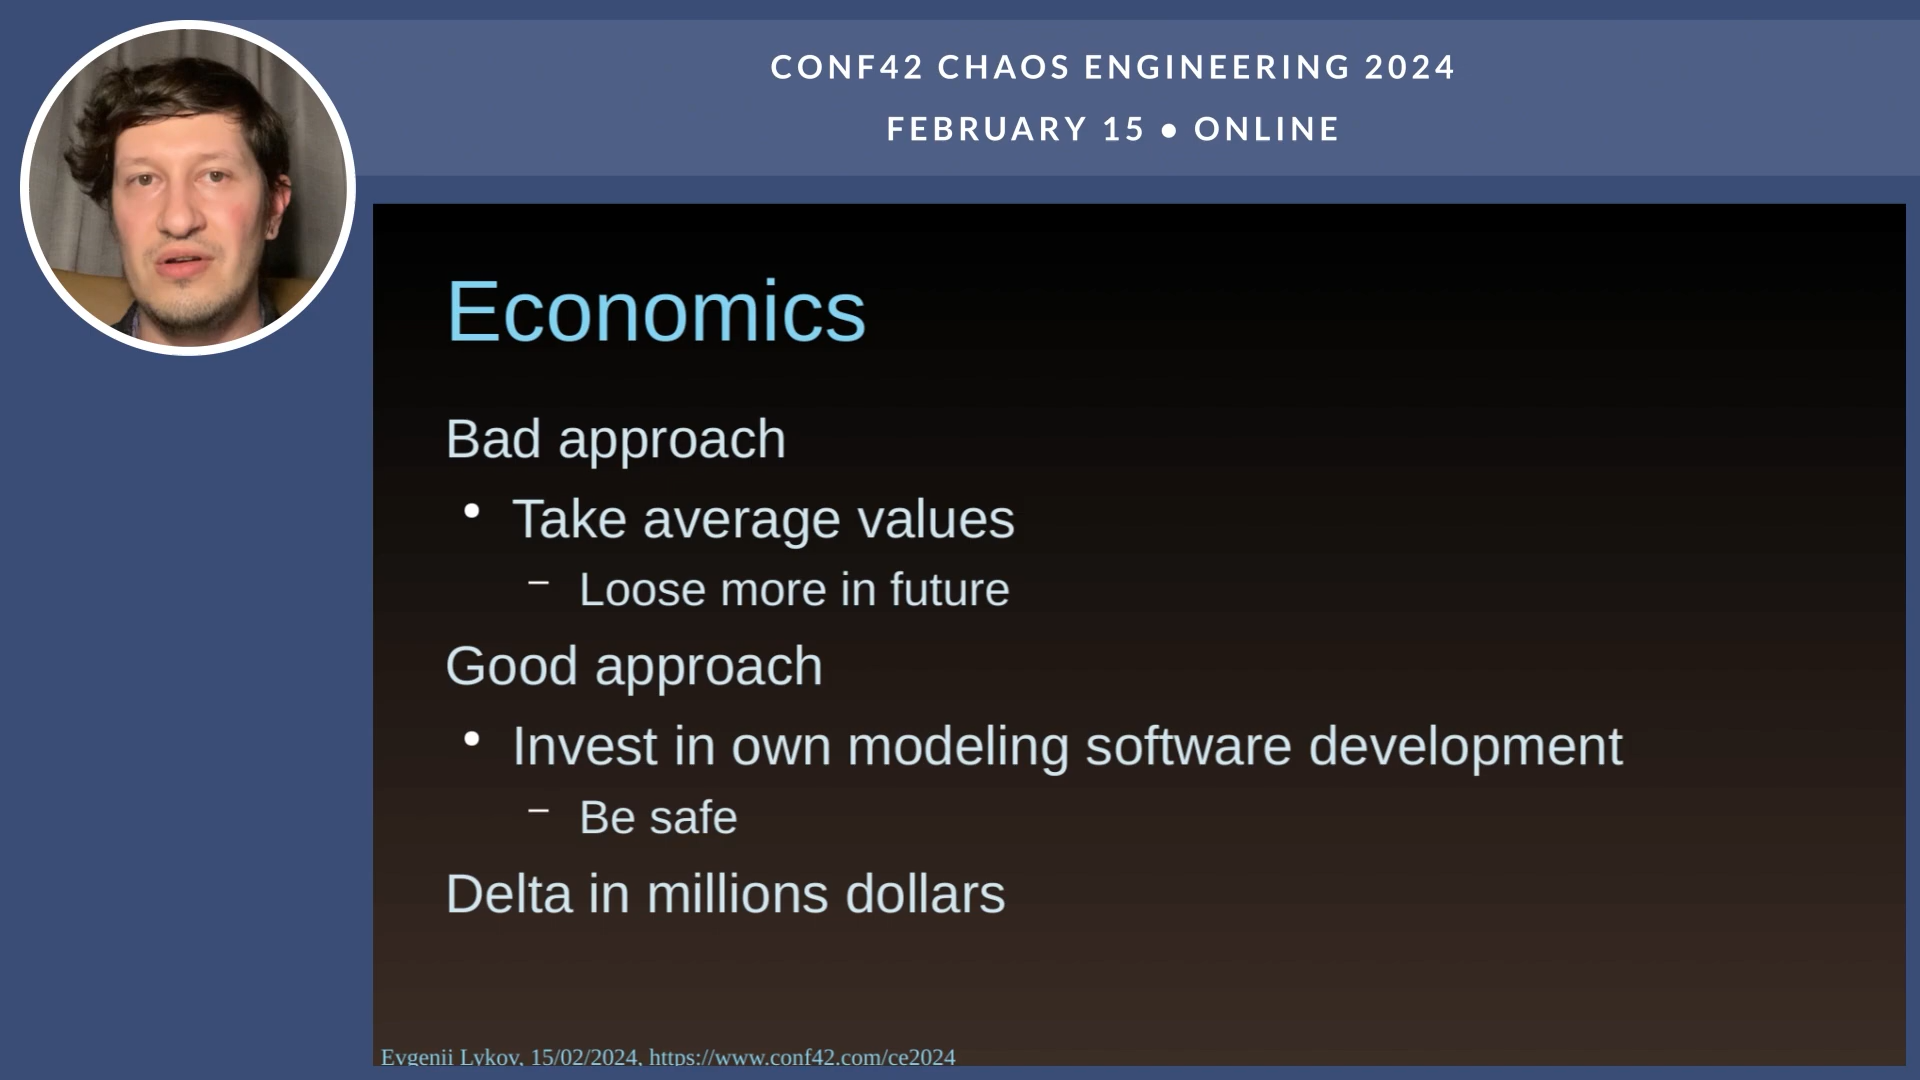 CONF42 CHAOS ENGINEERING 2024
FEBRUARY 15 • ONLINE
Economics
Bad approach
• Take average values
– Loose more in future
Good approach
• Invest in own modeling software development
– Be safe
Delta in millions dollars
Evgenii Lykov, 15/02/2024, https://www.conf42.com/ce2024